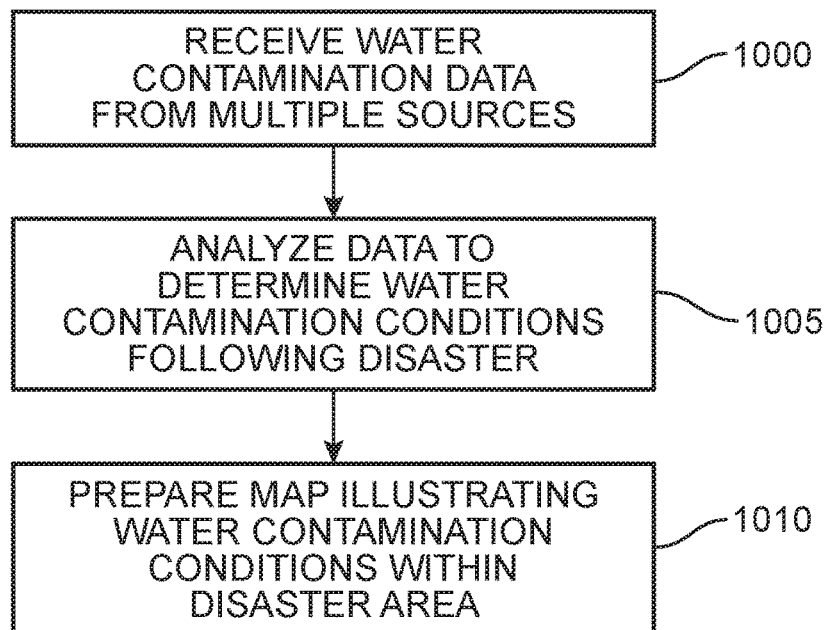 RECEIVE WATER
CONTAMINATION DATA
FROM MULTIPLE SOURCES
1000
ANALYZE DATA TO
DETERMINE WATER
CONTAMINATION CONDITIONS
FOLLOWING DISASTER
1005
PREPARE MAP ILLUSTRATING
WATER CONTAMINATION
CONDITIONS WITHIN
DISASTER AREA
1010